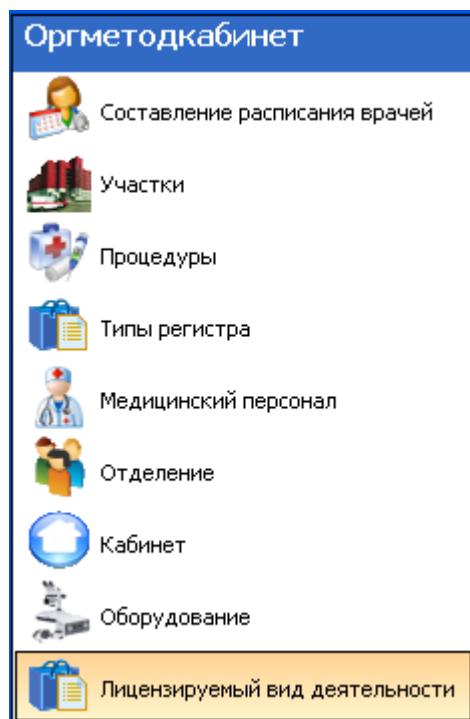 Оргметодкабинет
Составление расписания врачей
Участки
Процедуры
Типы регистра
Медицинский персонал
Отделение
Кабинет
Оборудование
Лицензируемый вид деятельности